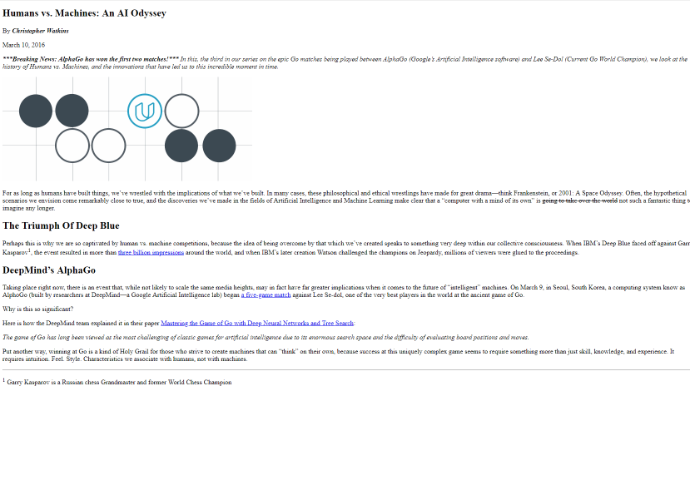 Humans vs. Machines: An AI Odyssey
By Christopher Watkins
March 10, 2016
***Breaking News: AlphaGo has won the first two matches!*** In this, the third in our series on the epic Go matches being played between AlphaGo (Google's Artificial Intelligence software) and Lee Se-Dol (Current Go World Champion), we look at the
history of Humans vs. Machines, and the innovations that have led us to this incredible moment in time.
For as long as humans have built things, we've wrestled with the implications of what we've built. In many cases, these philosophical and ethical wrestlings have made for great drama—think Frankenstein, or 2001: A Space Odyssey. Often, the hypothetical
scenarios we envision come remarkably close to true, and the discoveries we've made in the fields of Artificial Intelligence and Machine Learning make clear that a "computer with a mind of its own" is going to take over the world not such a fantastic thing to
imagine any longer.
The Triumph Of Deep Blue
Perhaps this is why we are so captivated by human vs. machine competitions, because the idea of being overcome by that which we've created speaks to something very deep within our collective consciousness. When IBM's Deep Blue faced off against Garr
Kasparov¹, the event resulted in more than three billion impressions around the world, and when IBM's later creation Watson challenged the champions on Jeopardy, millions of viewers were glued to the proceedings.
DeepMind's AlphaGo
Taking place right now, there is an event that, while not likely to scale the same media heights, may in fact have far greater implications when it comes to the future of "intelligent" machines. On March 9, in Seoul, South Korea, a computing system know as
AlphaGo (built by researchers at DeepMind—a Google Artificial Intelligence lab) began a five-game match against Lee Se-dol, one of the very best players in the world at the ancient game of Go.
Why is this so significant?
Here is how the DeepMind team explained it in their paper Mastering the Game of Go with Deep Neural Networks and Tree Search:
The game of Go has long been viewed as the most challenging of classic games for artificial intelligence due to its enormous search space and the difficulty of evaluating board positions and moves.
Put another way, winning at Go is a kind of Holy Grail for those who strive to create machines that can "think" on their own, because success at this uniquely complex game seems to require something more than just skill, knowledge, and experience. It
requires intuition. Feel. Style. Characteristics we associate with humans, not with machines.
¹ Garry Kasparov is a Russian chess Grandmaster and former World Chess Champion